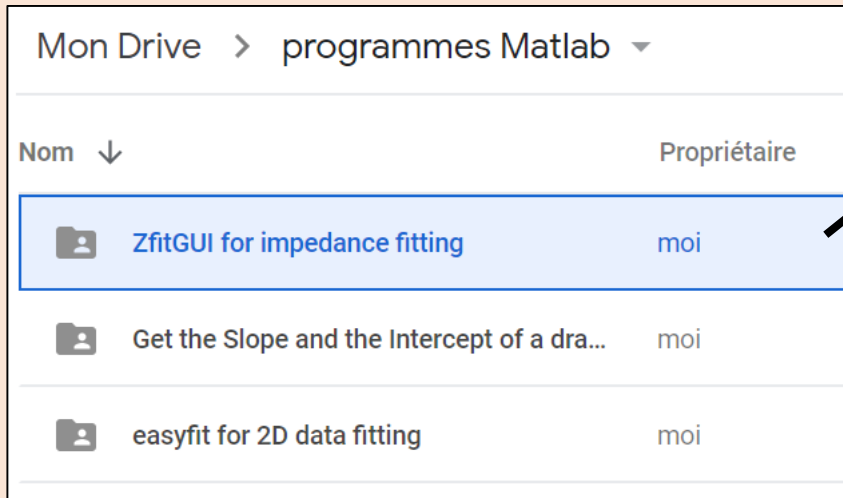 Mon Drive > programmes Matlab
Nom Propriétaire
ZfitGUI for impedance fitting moi
Get the Slope and the Intercept of a dra... moi
easyfit for 2D data fitting moi